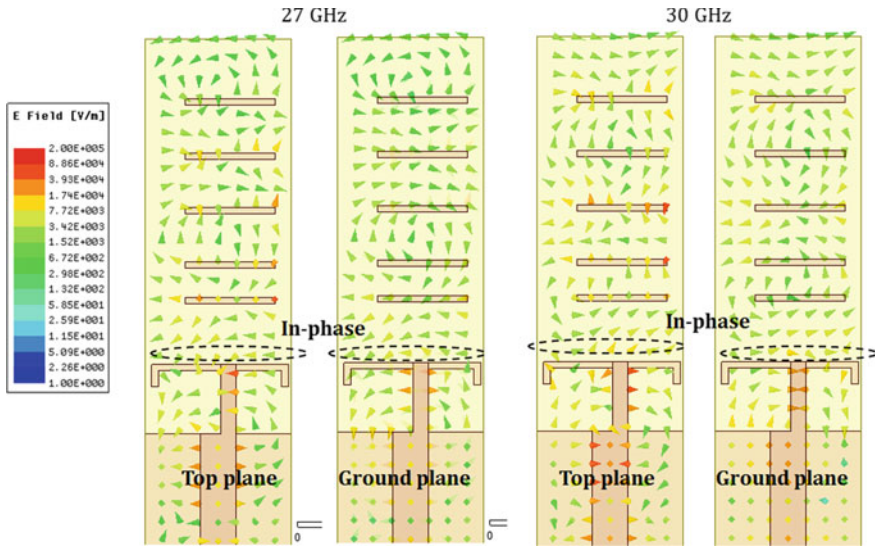 27 GHz
30 GHz
E Field [V/m]
2.00E+005
8.86E+004
3.93E+004
1.74E+004
7.72E+003
3.42E+003
1.52E+003
6.72E+002
2.98E+002
1.32E+002
5.85E+001
2.59E+001
1.15E+001
5.09E+000
2.26E+000
1.00E+000
In-phase
In-phase
Top plane
Ground plane
Top plane
Ground plane
0
0